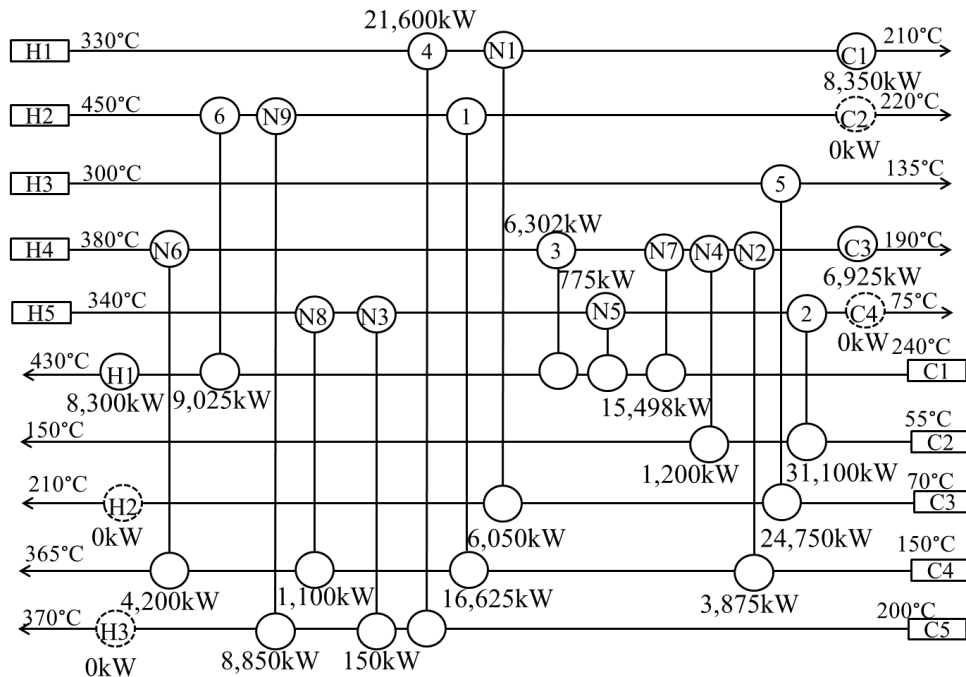 21,600kW
H1 330°C 4 N1 C1 210°C
8,350kW
H2 450°C 6 N9 1 C2 220°C
0kW
H3 300°C 5 135°C
6,302kW
H4 380°C N6 3 N7 N4 N2 C3 190°C
775kW 6,925kW
H5 340°C N8 N3 N5 2 C4 75°C
0kW
430°C H1 240°C C1
8,300kW 9,025kW 15,498kW
150°C 55°C C2
1,200kW 31,100kW
210°C H2 70°C C3
0kW 6,050kW 24,750kW
365°C 150°C C4
4,200kW 1,100kW 16,625kW 3,875kW
370°C H3 200°C C5
0kW 8,850kW 150kW